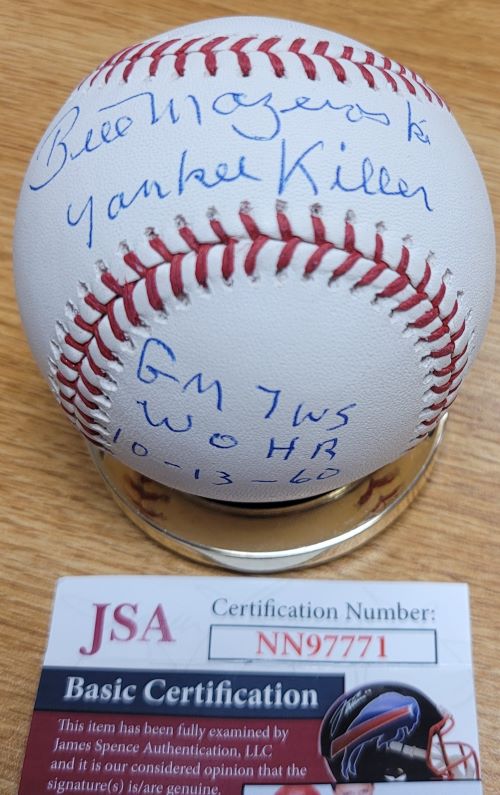 Bill Mazeroski
Yankee Killer
GM 7 WS
W O HR
10-13-60
JSA
Certification Number:
NN97771
Basic Certification
This item has been fully examined by
James Spence Authentication, LLC
and it is our considered opinion that the
signature(s) is/are genuine.